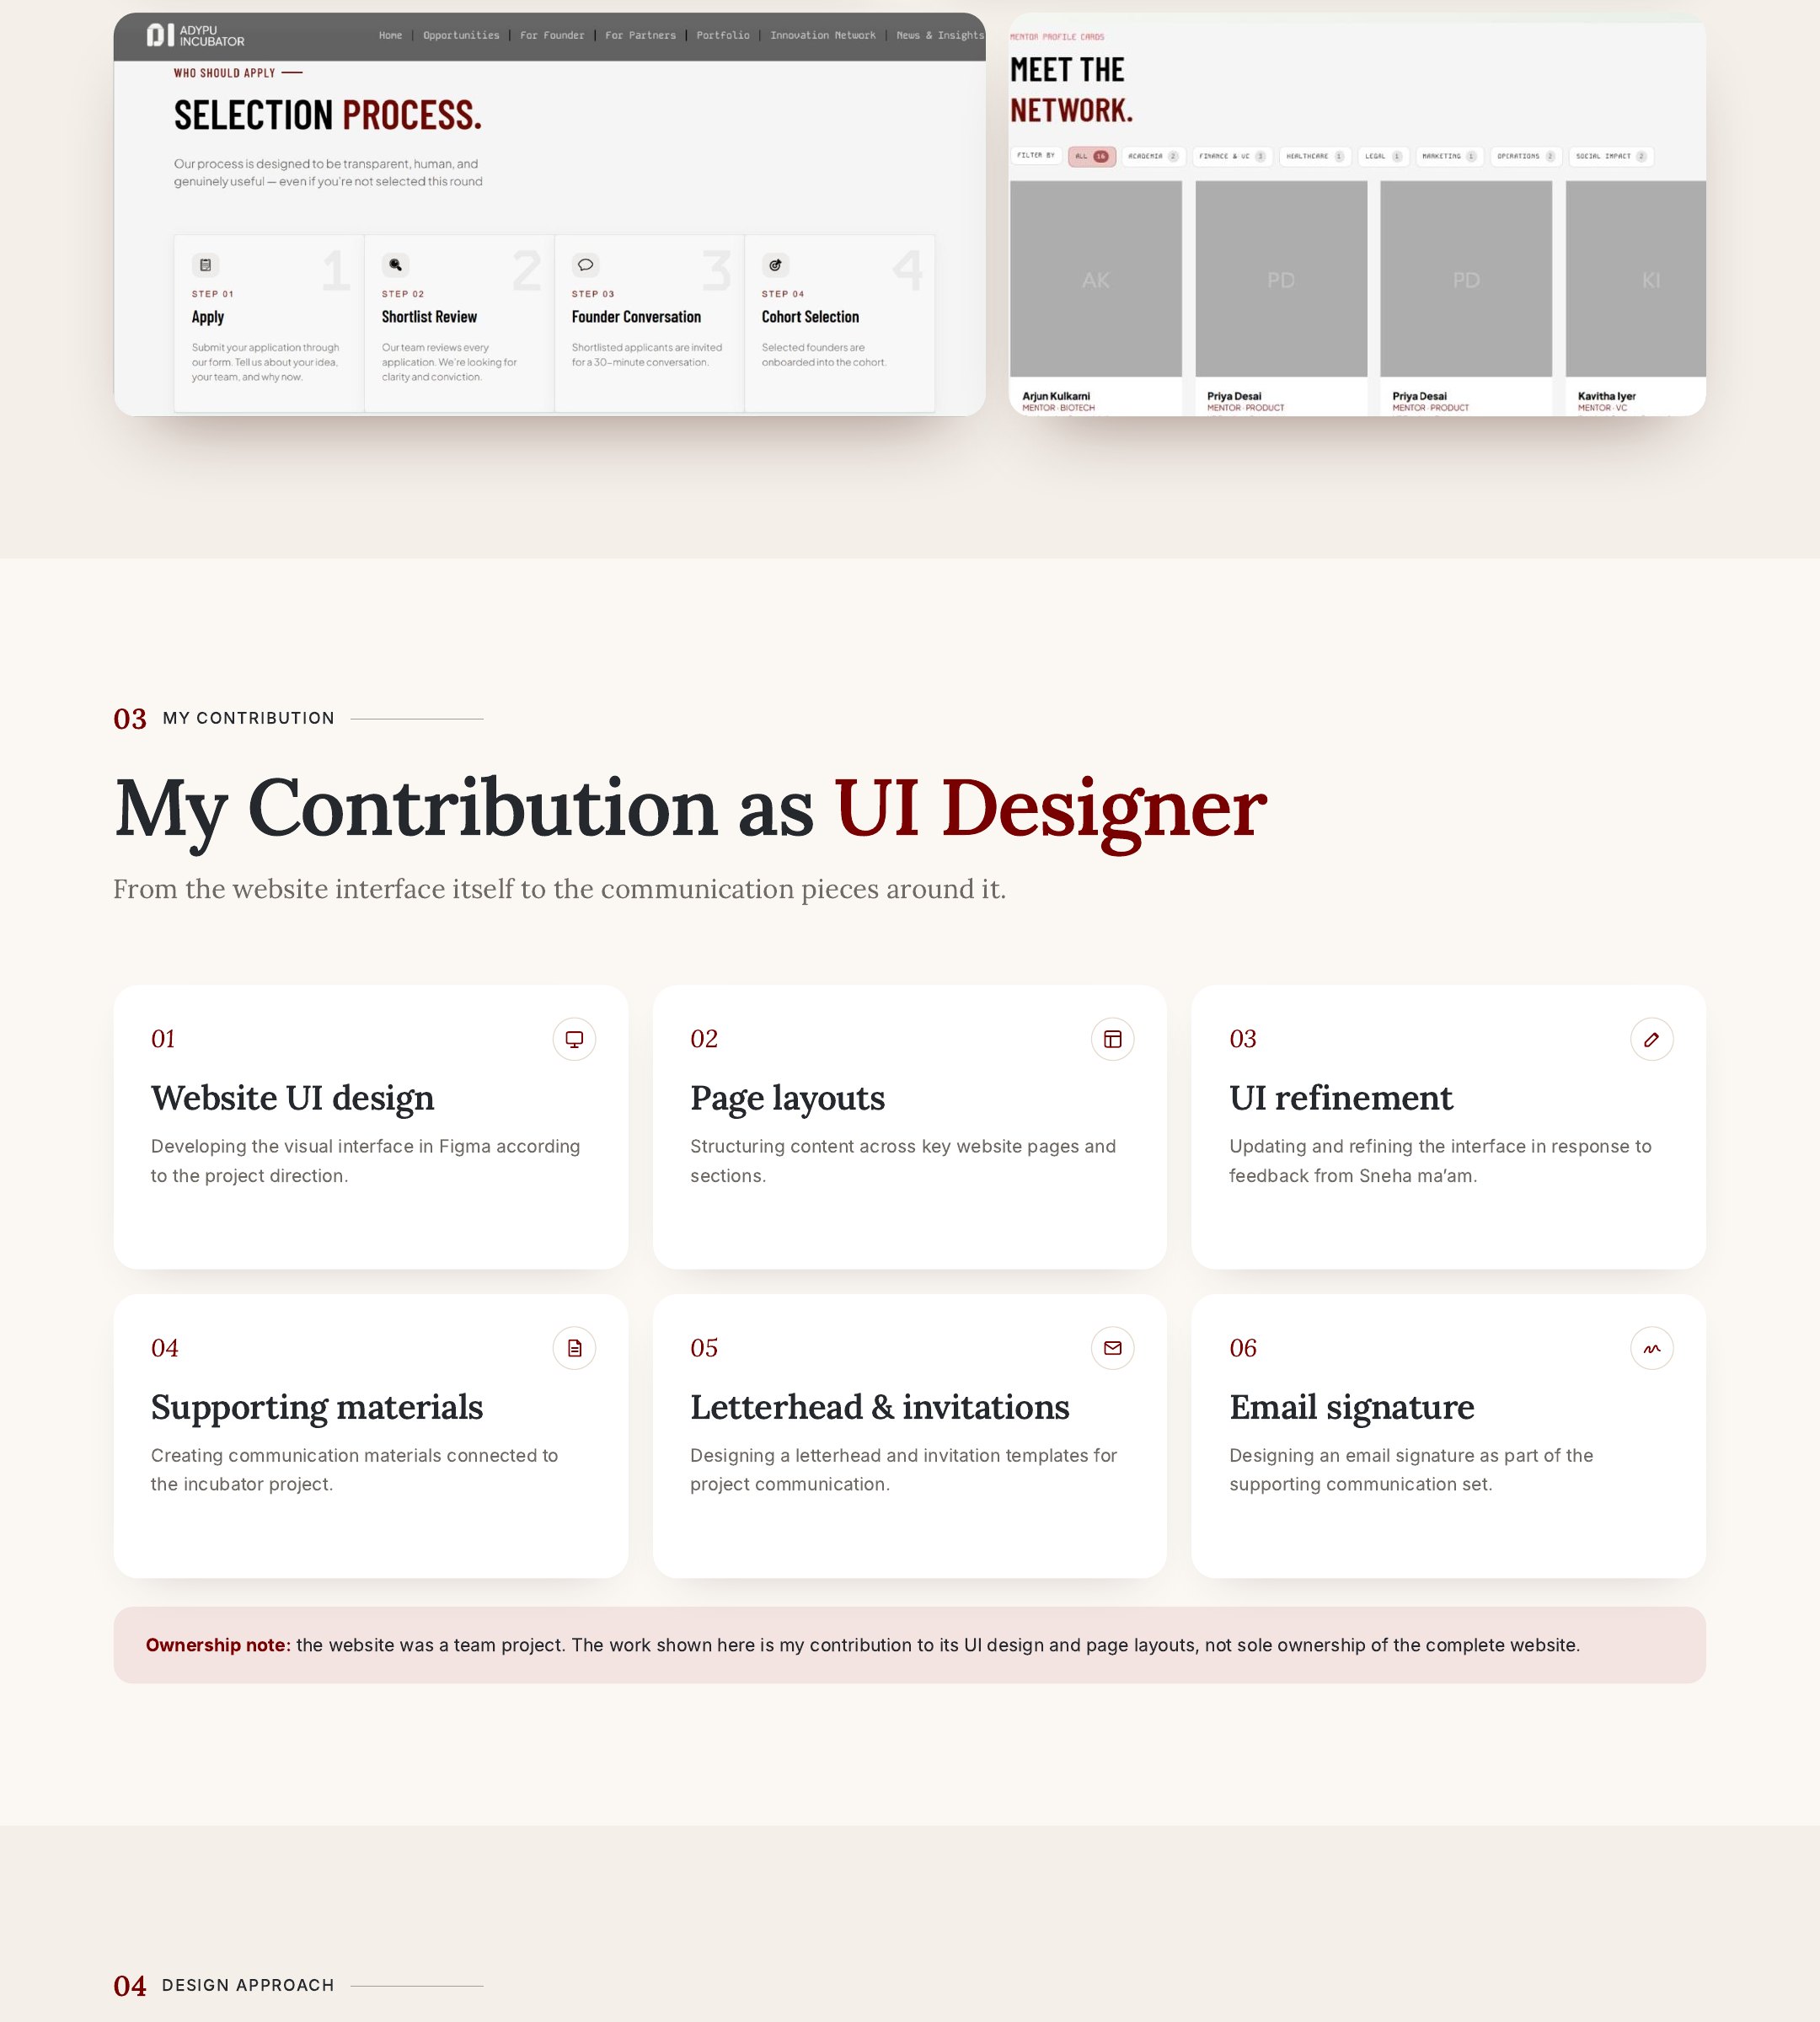 ADYPU
INCUBATOR
Home | Opportunities | For Founder | For Partners | Portfolio | Innovation Network | News & Insights
WHO SHOULD APPLY
SELECTION PROCESS.
Our process is designed to be transparent, human, and
genuinely useful — even if you're not selected this round
1
STEP 01
Apply
Submit your application through
our form. Tell us about your idea,
your team, and why now.
2
STEP 02
Shortlist Review
Our team reviews every
application. We're looking for
clarity and conviction.
3
STEP 03
Founder Conversation
Shortlisted applicants are invited
for a 30-minute conversation.
4
STEP 04
Cohort Selection
Selected founders are
onboarded into the cohort.
MENTOR PROFILE CARDS
MEET THE
NETWORK.
FILTER BY ALL 16 ACADEMIA 2 FINANCE & VC 3 HEALTHCARE 1 LEGAL 1 MARKETING 1 OPERATIONS 2 SOCIAL IMPACT 2
AK
PD
PD
KI
Arjun Kulkarni
MENTOR · BIOTECH
Priya Desai
MENTOR · PRODUCT
Priya Desai
MENTOR · PRODUCT
Kavitha Iyer
MENTOR · VC
03 MY CONTRIBUTION
My Contribution as UI Designer
From the website interface itself to the communication pieces around it.
01
Website UI design
Developing the visual interface in Figma according
to the project direction.
02
Page layouts
Structuring content across key website pages and
sections.
03
UI refinement
Updating and refining the interface in response to
feedback from Sneha ma’am.
04
Supporting materials
Creating communication materials connected to
the incubator project.
05
Letterhead & invitations
Designing a letterhead and invitation templates for
project communication.
06
Email signature
Designing an email signature as part of the
supporting communication set.
Ownership note: the website was a team project. The work shown here is my contribution to its UI design and page layouts, not sole ownership of the complete website.
04 DESIGN APPROACH